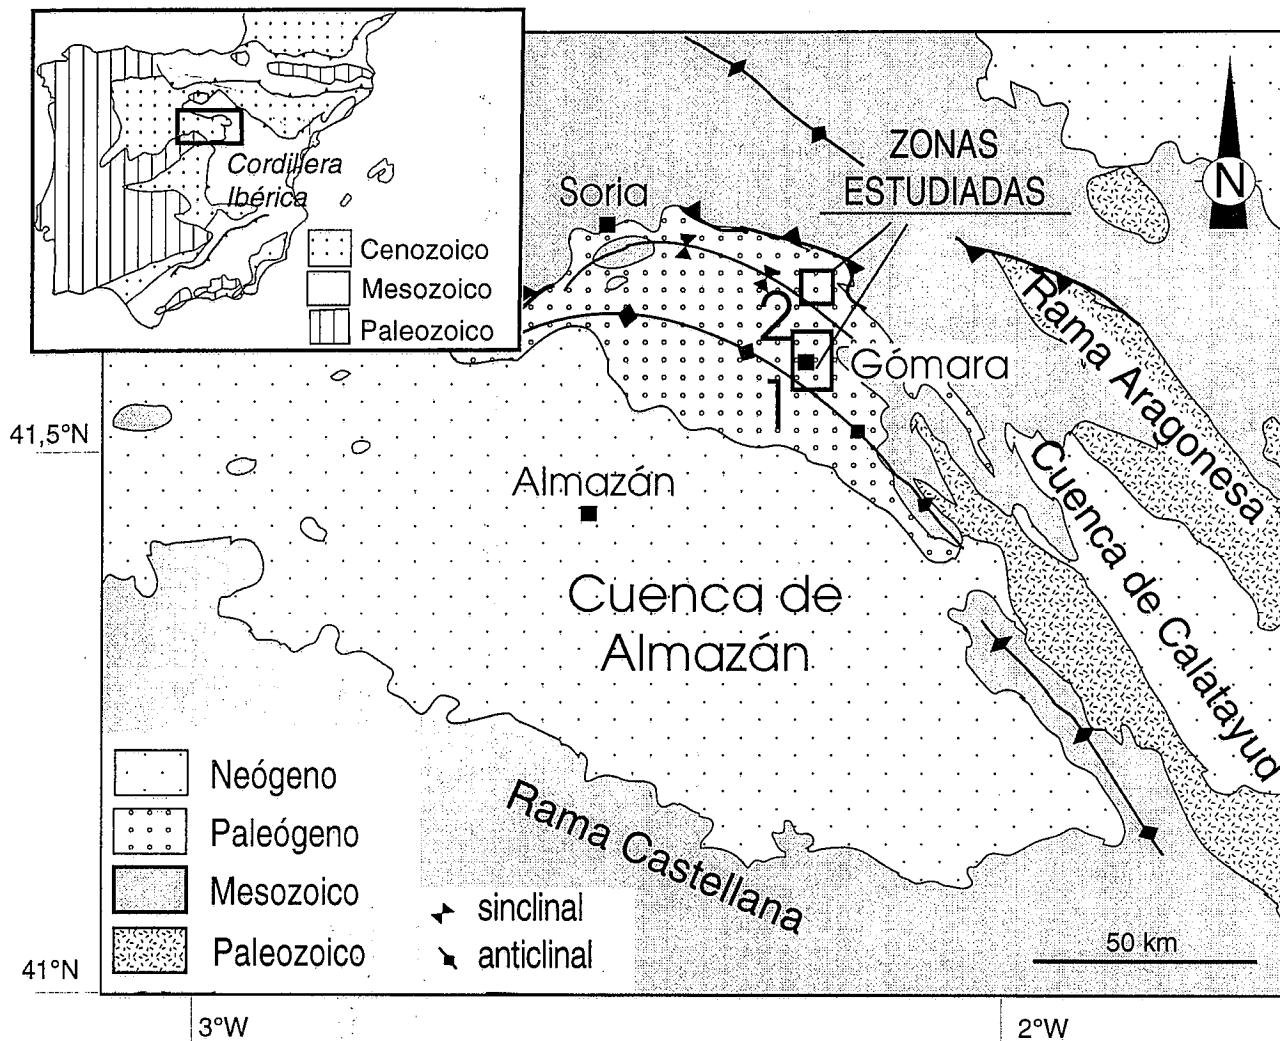 Cordillera
Ibérica
Cenozoico
Mesozoico
Paleozoico
ZONAS
ESTUDIADAS
N
Soria
2
Gómara
1
Rama Aragonesa
41,5°N
Almazán
Cuenca de Calatayud
Cuenca de
Almazán
Neógeno
Paleógeno
Mesozoico
Paleozoico
Rama Castellana
sinclinal
anticlinal
50 km
41°N
3°W
2°W